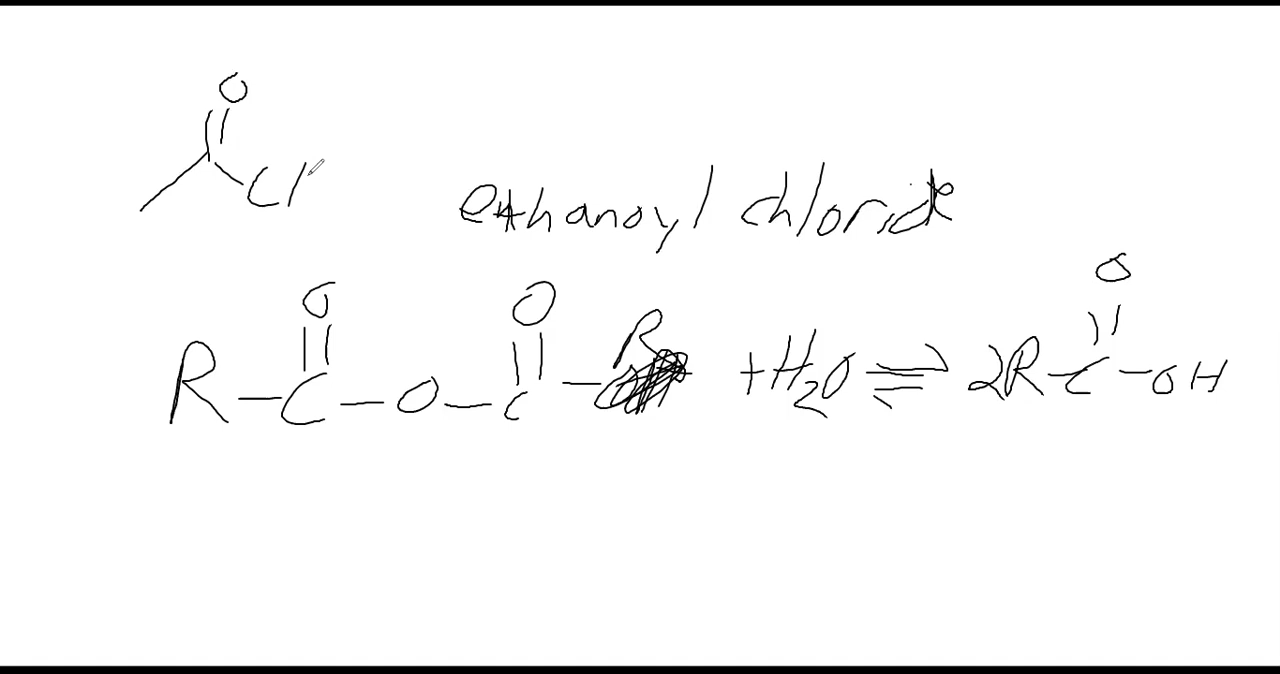 O
Cl
ethanoyl chloride
O O O
R-C-O-C-R +H2O ⇌ 2R-C-OH